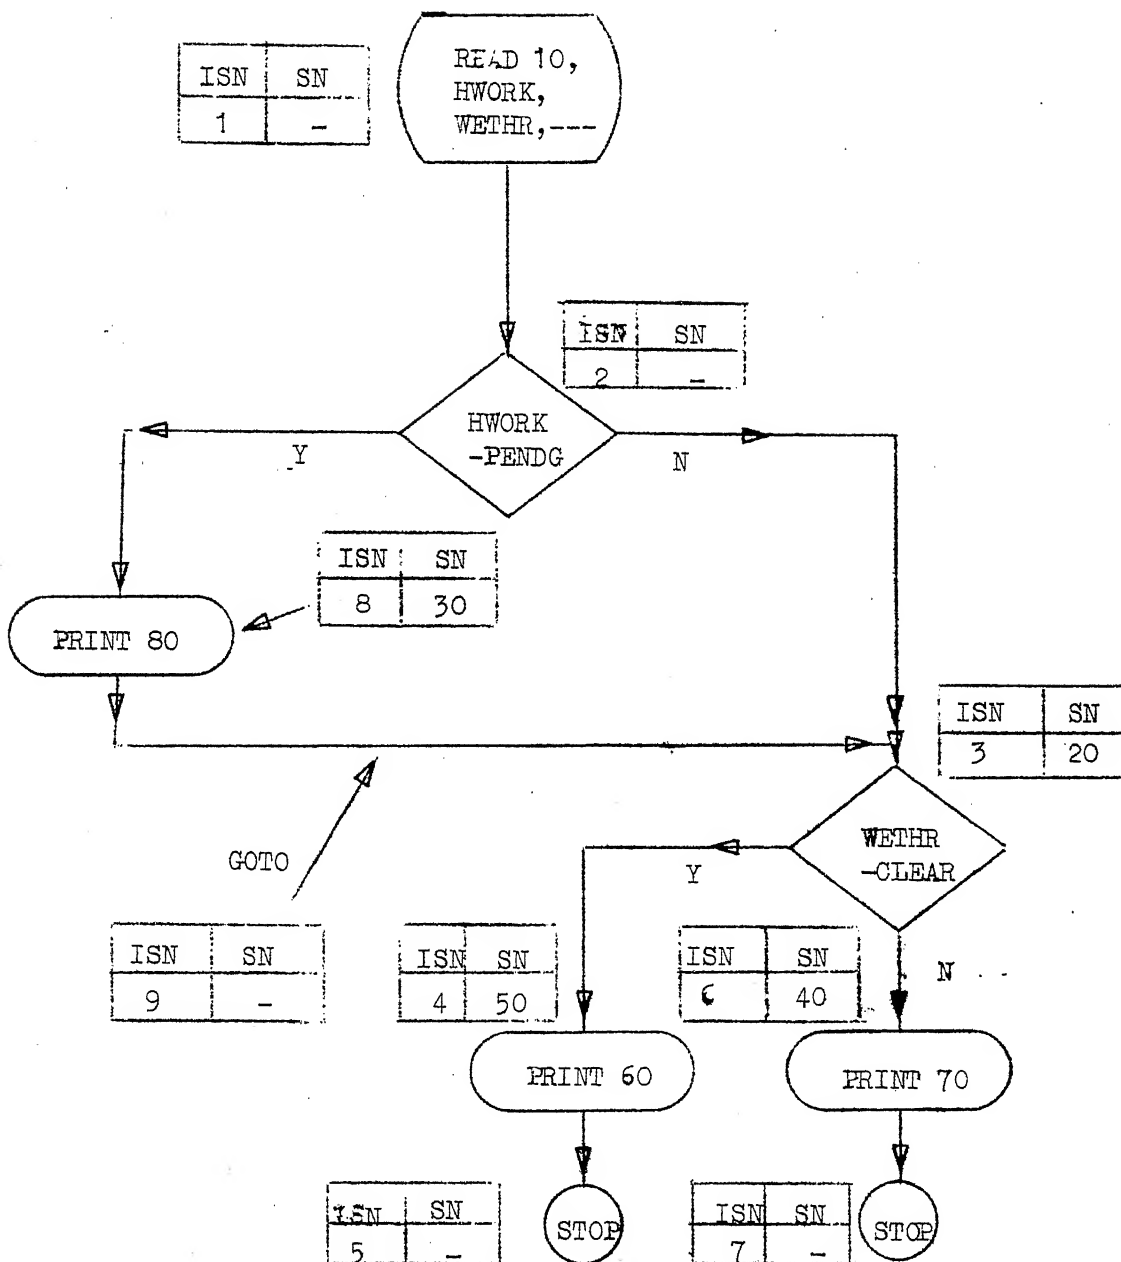 ISN SN
1 -
READ 10,
HWORK,
WETHR,---
ISN SN
2 -
HWORK
-PENDG
Y
N
ISN SN
8 30
PRINT 80
ISN SN
3 20
GOTO
WETHR
-CLEAR
Y
N
ISN SN
9 -
ISN SN
4 50
ISN SN
6 40
PRINT 60
PRINT 70
ISN SN
5 -
STOP
ISN SN
7 -
STOP